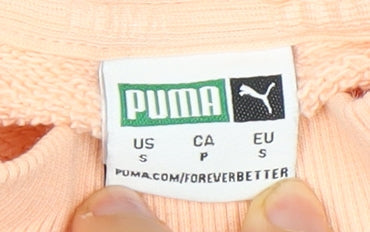 PUMA
US CA EU
S P S
PUMA.COM/FOREVERBETTER